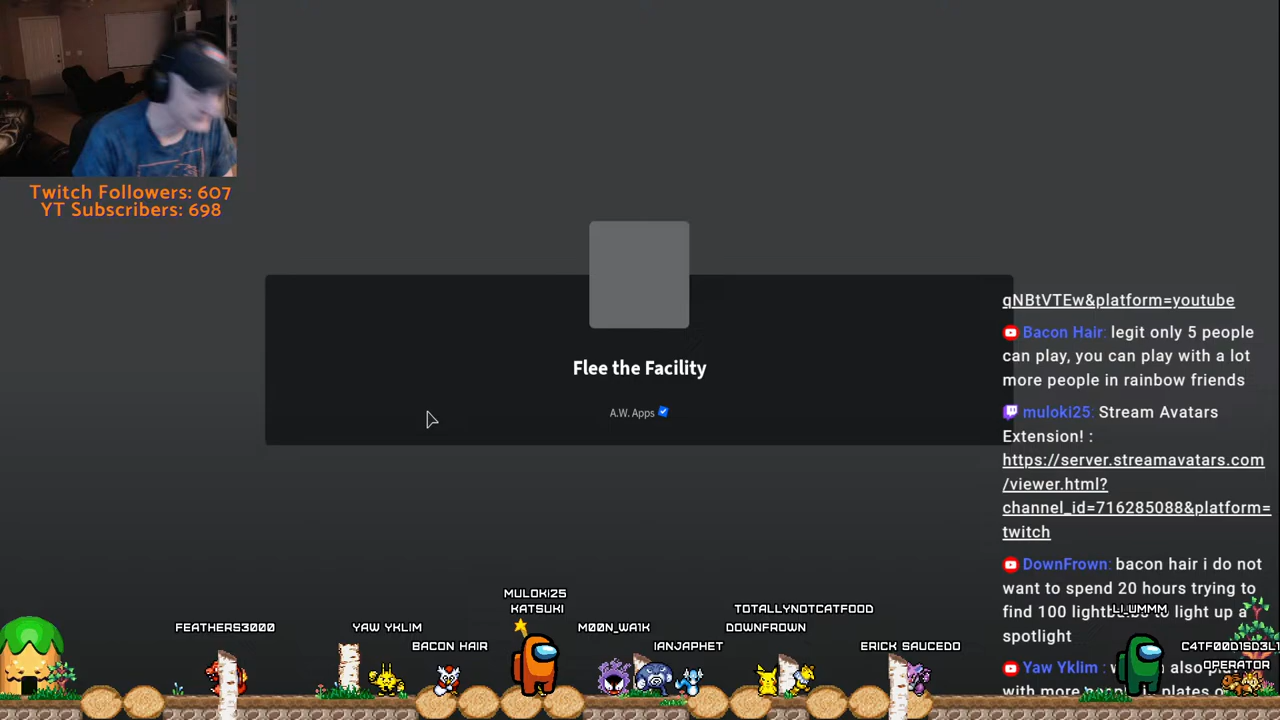 Twitch Followers: 607
YT Subscribers: 698
Flee the Facility
A.W. Apps
qNBtVTEw&platform=youtube
Bacon Hair: legit only 5 people
can play, you can play with a lot
more people in rainbow friends
muloki25: Stream Avatars
Extension! :
https://server.streamavatars.com
/viewer.html?
channel_id=716285088&platform=
twitch
DownFrown: bacon hair i do not
want to spend 20 hours trying to
find 100 lightbulbs to light up a
spotlight
Yaw Yklim : also
with more plates o
FEATHERS3000
YAW YKLIM
BACON HAIR
MULOKI25
KATSUKI
M00N_WA1K
IANJAPHET
TOTALLYNOTCATFOOD
DOWNFROWN
ERICK SAUCEDO
LI_UMMM
C4TF00D1SD3L1
OPERATOR